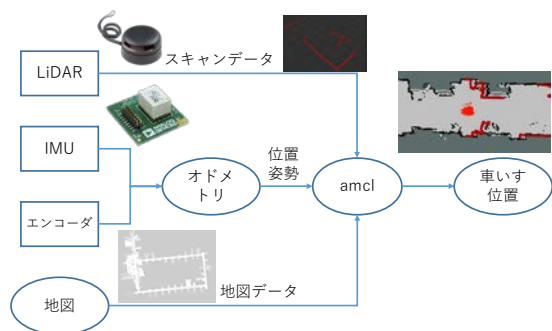 スキャンデータ
LiDAR
IMU
エンコーダ
オドメ
トリ
位置
姿勢
amcl
車いす
位置
地図
地図データ